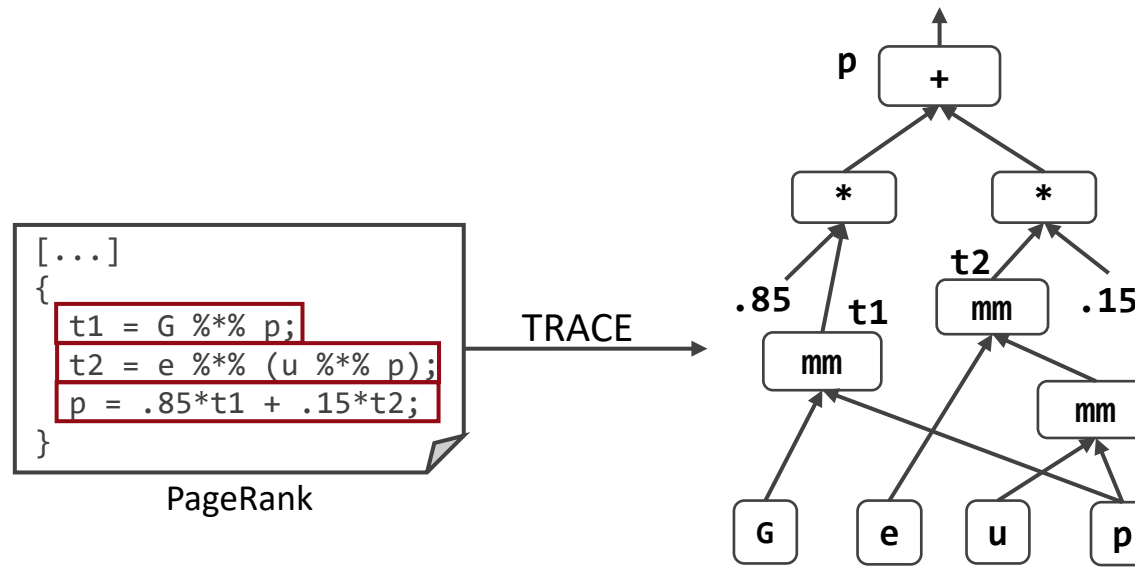 [...]
{
t1 = G %*% p;
t2 = e %*% (u %*% p);
p = .85*t1 + .15*t2;
}
PageRank
TRACE
p
+
*
*
.85
t1
t2
.15
mm
mm
mm
G
e
u
p